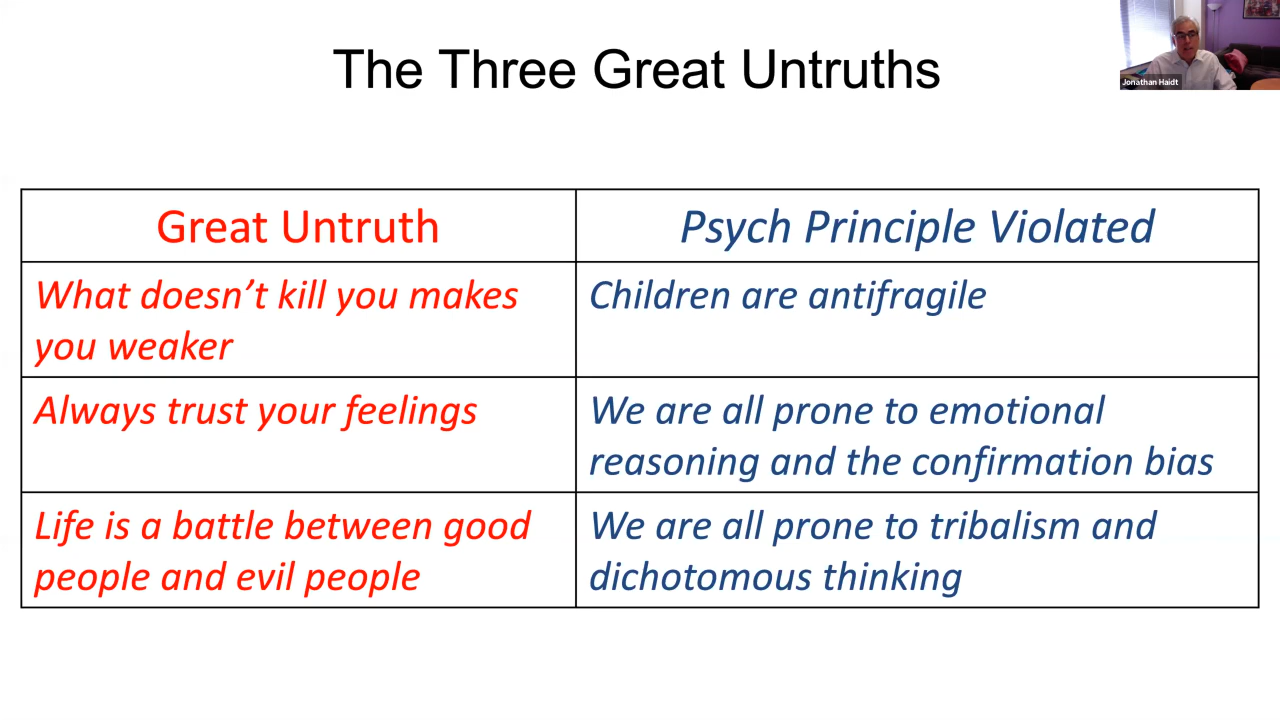 The Three Great Untruths
Jonathan Haidt
Great Untruth
Psych Principle Violated
What doesn’t kill you makes
you weaker
Children are antifragile
Always trust your feelings
We are all prone to emotional
reasoning and the confirmation bias
Life is a battle between good
people and evil people
We are all prone to tribalism and
dichotomous thinking